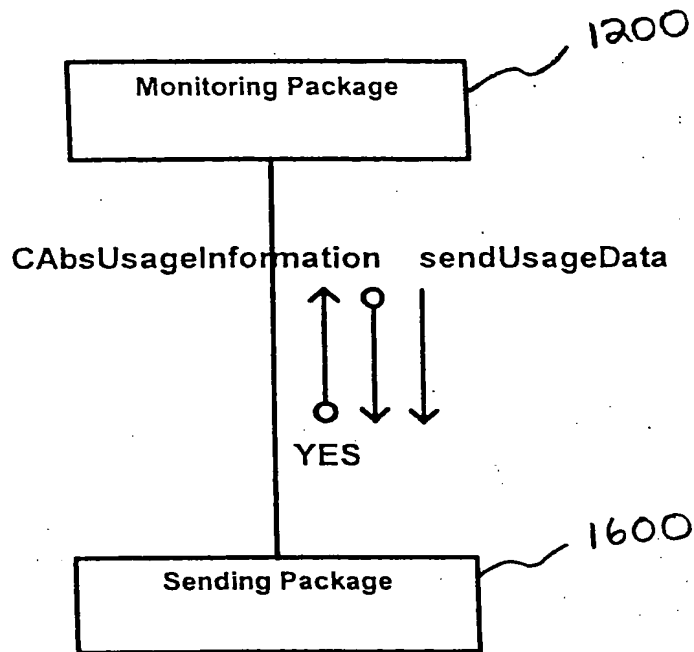 1200
Monitoring Package
CAbsUsageInformation sendUsageData
YES
1600
Sending Package